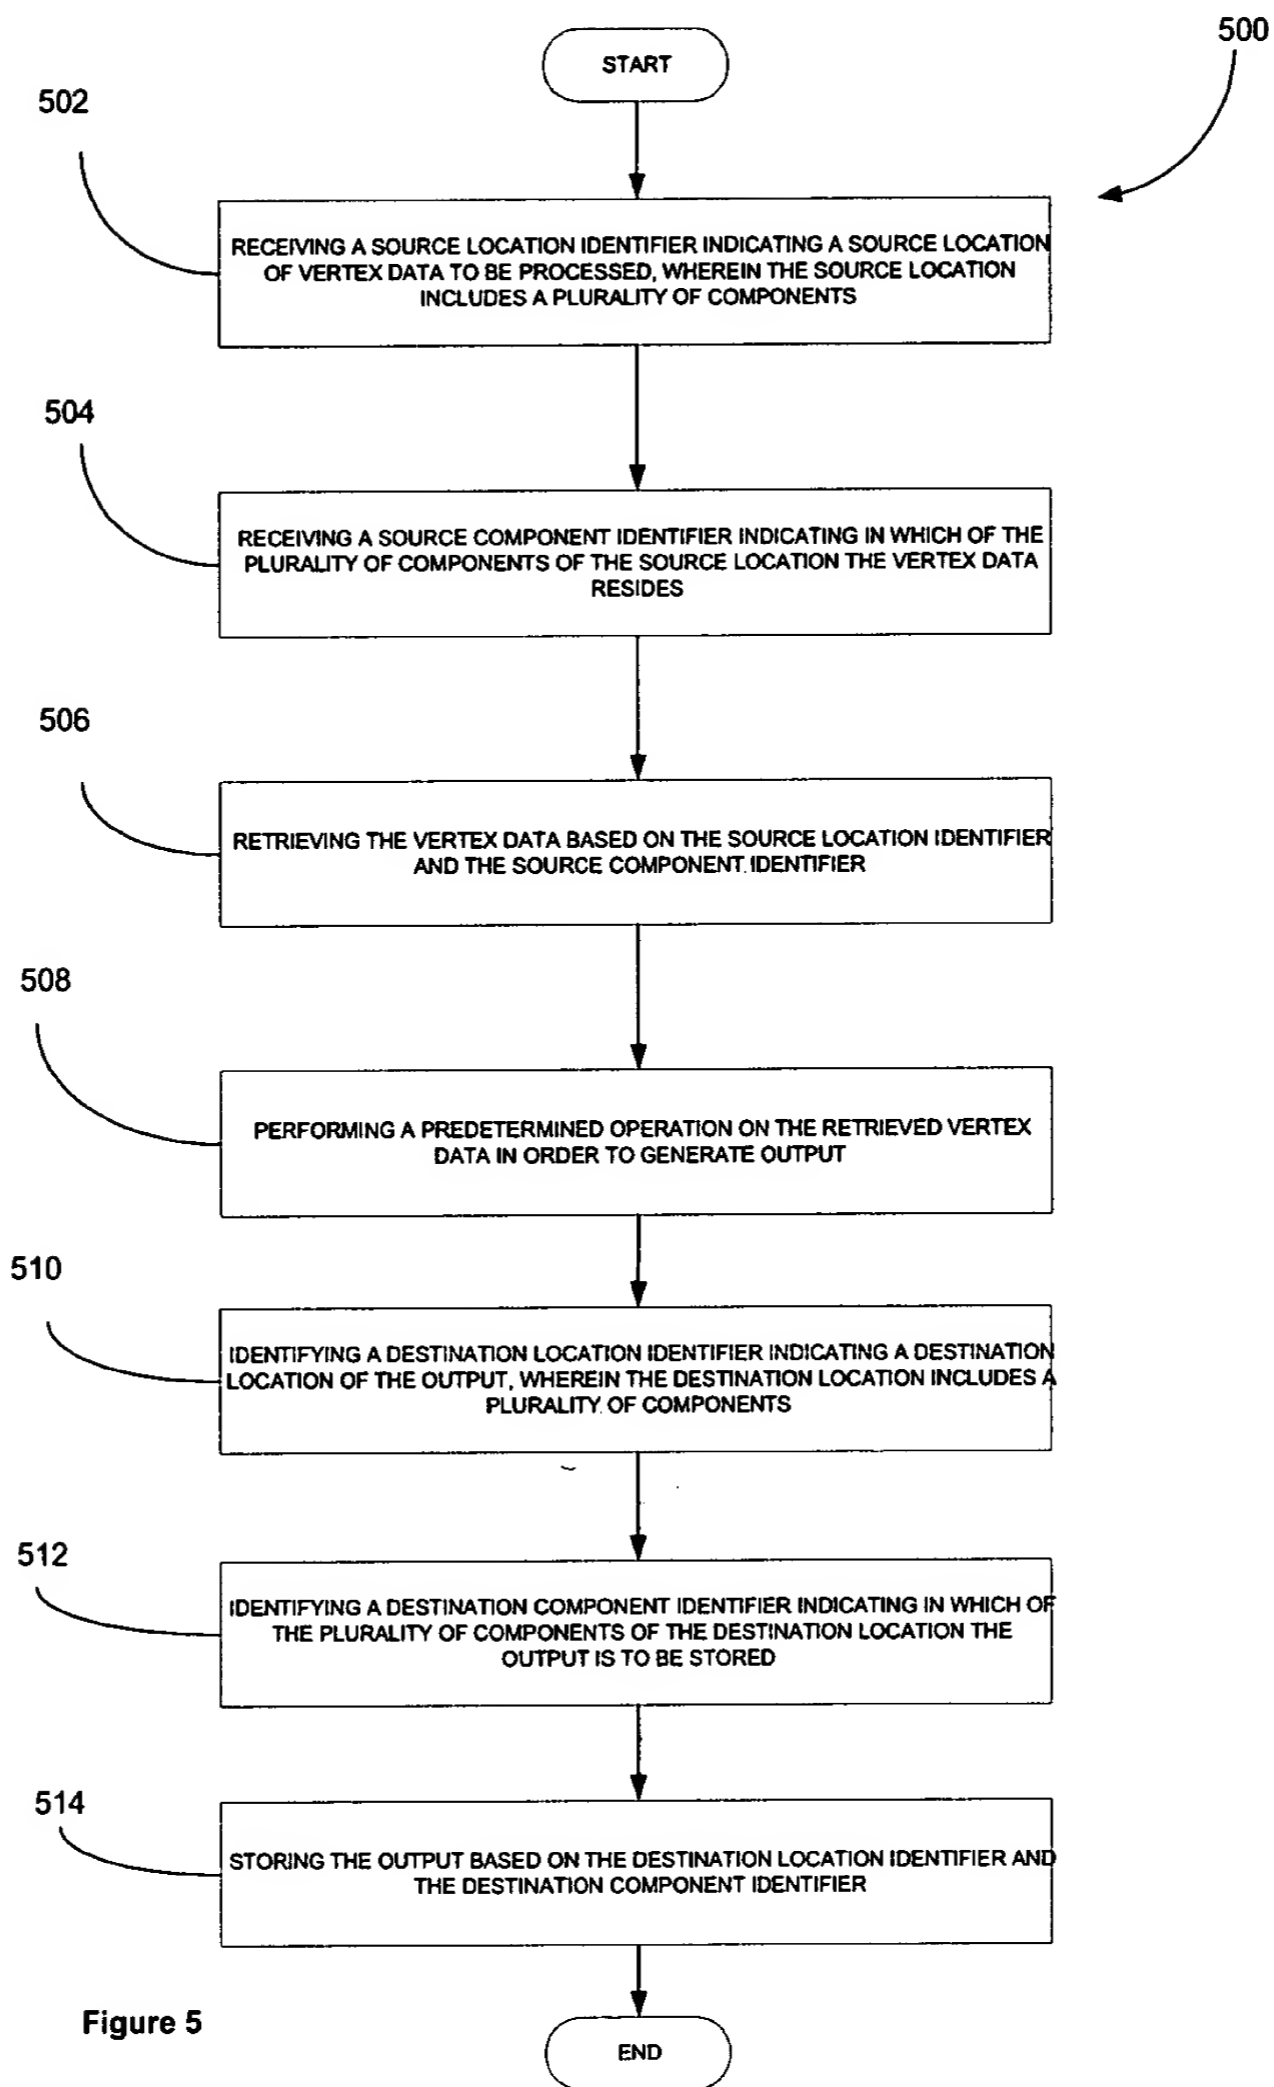 500
START
502
RECEIVING A SOURCE LOCATION IDENTIFIER INDICATING A SOURCE LOCATION
OF VERTEX DATA TO BE PROCESSED, WHEREIN THE SOURCE LOCATION
INCLUDES A PLURALITY OF COMPONENTS
504
RECEIVING A SOURCE COMPONENT IDENTIFIER INDICATING IN WHICH OF THE
PLURALITY OF COMPONENTS OF THE SOURCE LOCATION THE VERTEX DATA
RESIDES
506
RETRIEVING THE VERTEX DATA BASED ON THE SOURCE LOCATION IDENTIFIER
AND THE SOURCE COMPONENT IDENTIFIER
508
PERFORMING A PREDETERMINED OPERATION ON THE RETRIEVED VERTEX
DATA IN ORDER TO GENERATE OUTPUT
510
IDENTIFYING A DESTINATION LOCATION IDENTIFIER INDICATING A DESTINATION
LOCATION OF THE OUTPUT, WHEREIN THE DESTINATION LOCATION INCLUDES A
PLURALITY OF COMPONENTS
512
IDENTIFYING A DESTINATION COMPONENT IDENTIFIER INDICATING IN WHICH OF
THE PLURALITY OF COMPONENTS OF THE DESTINATION LOCATION THE
OUTPUT IS TO BE STORED
514
STORING THE OUTPUT BASED ON THE DESTINATION LOCATION IDENTIFIER AND
THE DESTINATION COMPONENT IDENTIFIER
Figure 5
END